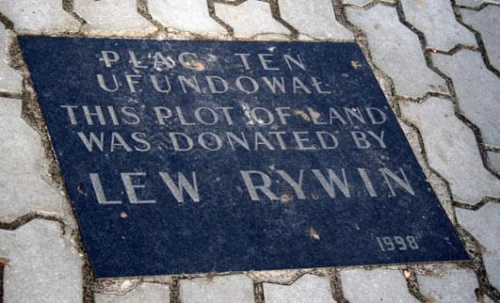 PLAC TEN
UFUNDOWAŁ
THIS PLOT OF LAND
WAS DONATED BY
LEW RYWIN
1998